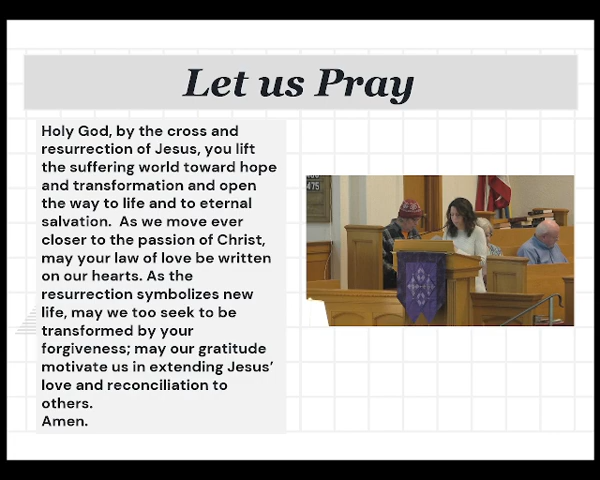 Let us Pray
Holy God, by the cross and
resurrection of Jesus, you lift
the suffering world toward hope
and transformation and open
the way to life and to eternal
salvation.  As we move ever
closer to the passion of Christ,
may your law of love be written
on our hearts. As the
resurrection symbolizes new
life, may we too seek to be
transformed by your
forgiveness; may our gratitude
motivate us in extending Jesus’
love and reconciliation to
others.
Amen.
475